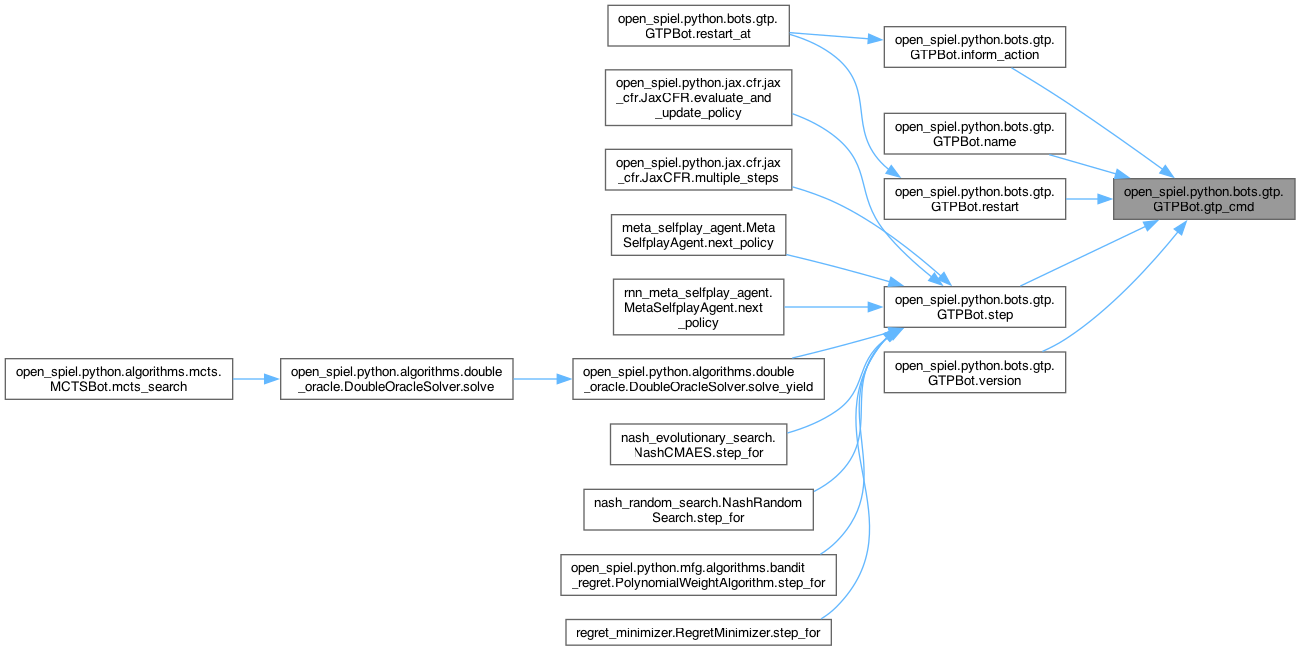 open_spiel.python.bots.gtp.
GTPBot.restart_at
open_spiel.python.bots.gtp.
GTPBot.inform_action
open_spiel.python.jax.cfr.jax
_cfr.JaxCFR.evaluate_and
_update_policy
open_spiel.python.bots.gtp.
GTPBot.name
open_spiel.python.jax.cfr.jax
_cfr.JaxCFR.multiple_steps
open_spiel.python.bots.gtp.
GTPBot.restart
open_spiel.python.bots.gtp.
GTPBot.gtp_cmd
meta_selfplay_agent.Meta
SelfplayAgent.next_policy
rnn_meta_selfplay_agent.
MetaSelfplayAgent.next
_policy
open_spiel.python.bots.gtp.
GTPBot.step
open_spiel.python.algorithms.mcts.
MCTSBot.mcts_search
open_spiel.python.algorithms.double
_oracle.DoubleOracleSolver.solve
open_spiel.python.algorithms.double
_oracle.DoubleOracleSolver.solve_yield
open_spiel.python.bots.gtp.
GTPBot.version
nash_evolutionary_search.
NashCMAES.step_for
nash_random_search.NashRandom
Search.step_for
open_spiel.python.mfg.algorithms.bandit
_regret.PolynomialWeightAlgorithm.step_for
regret_minimizer.RegretMinimizer.step_for